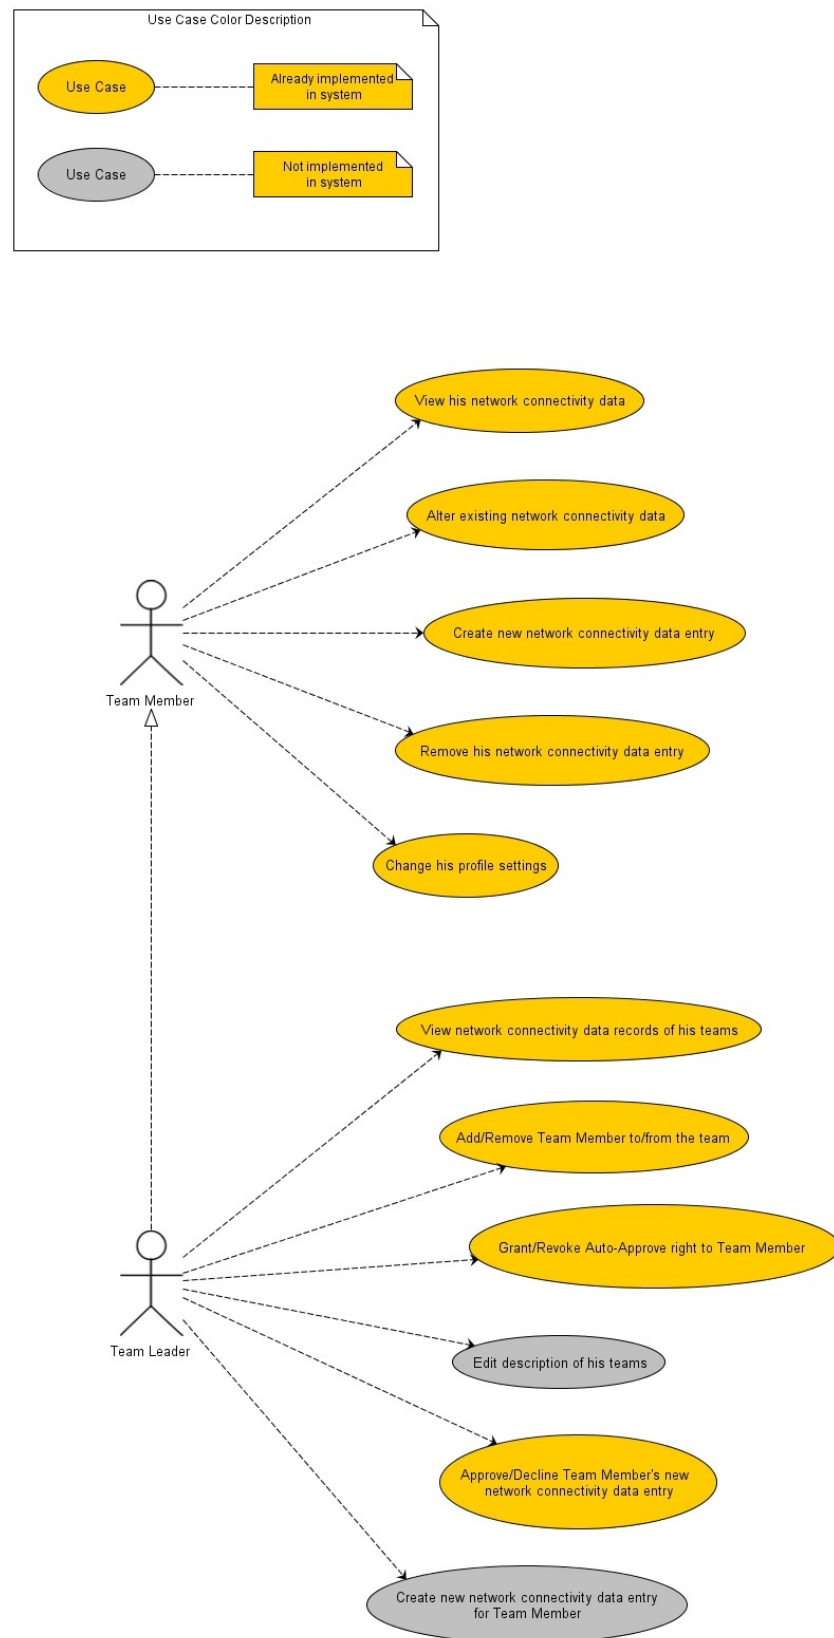 Use Case Color Description
Use Case
Already implemented
in system
Use Case
Not implemented
in system
View his network connectivity data
Alter existing network connectivity data
Create new network connectivity data entry
Team Member
Remove his network connectivity data entry
Change his profile settings
View network connectivity data records of his teams
Add/Remove Team Member to/from the team
Grant/Revoke Auto-Approve right to Team Member
Team Leader
Edit description of his teams
Approve/Decline Team Member's new
network connectivity data entry
Create new network connectivity data entry
for Team Member